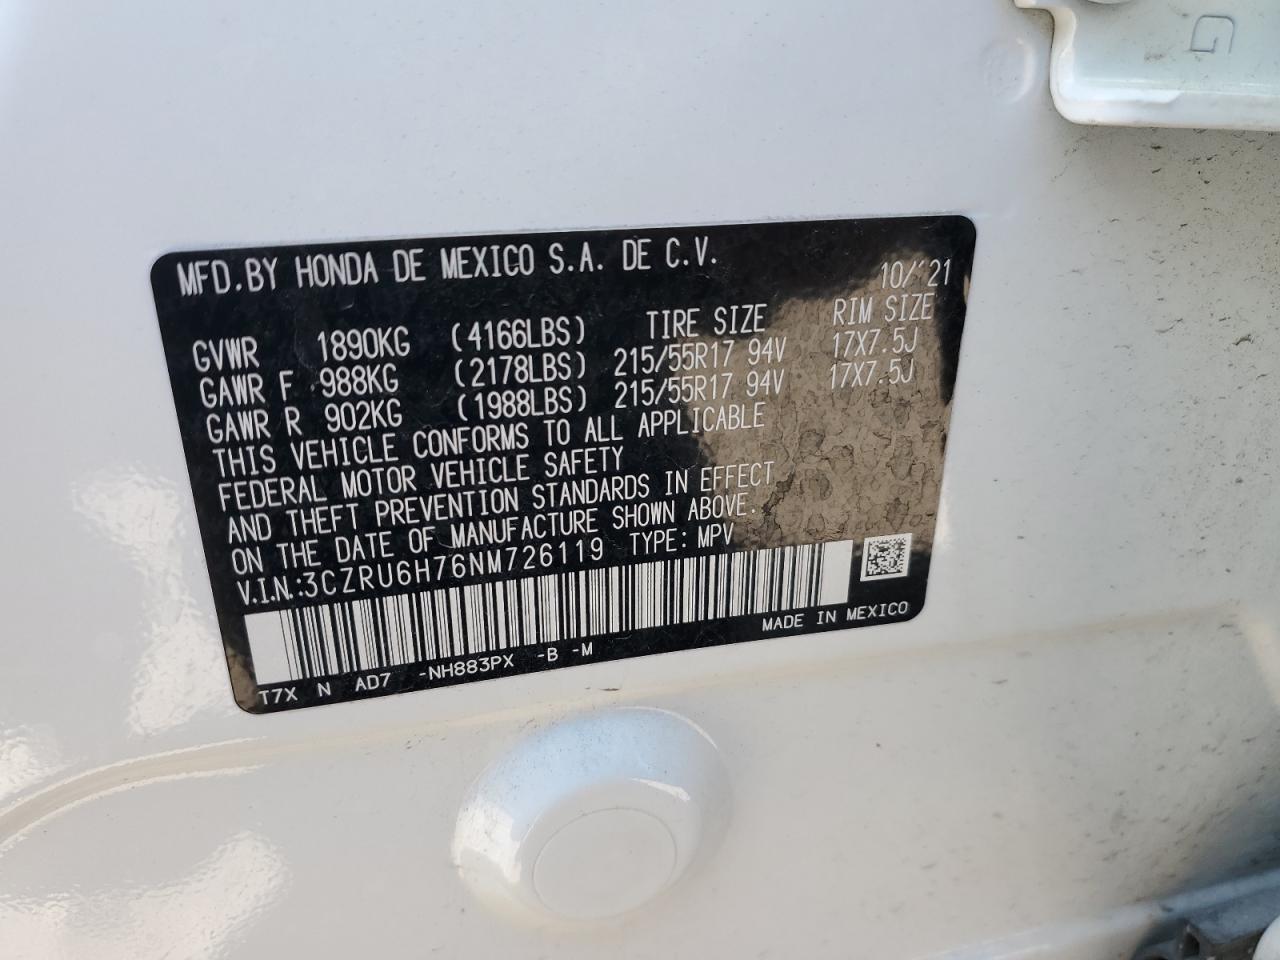 G
MFD.BY HONDA DE MEXICO S.A. DE C.V.
10/'21
TIRE SIZE RIM SIZE
GVWR 1890KG (4166LBS)
GAWR F 988KG (2178LBS) 215/55R17 94V 17X7.5J
GAWR R 902KG (1988LBS) 215/55R17 94V 17X7.5J
THIS VEHICLE CONFORMS TO ALL APPLICABLE
FEDERAL MOTOR VEHICLE SAFETY
AND THEFT PREVENTION STANDARDS IN EFFECT
ON THE DATE OF MANUFACTURE SHOWN ABOVE.
V.I.N.:3CZRU6H76NM726119 TYPE: MPV
MADE IN MEXICO
T7X N AD7 -NH883PX -B -M